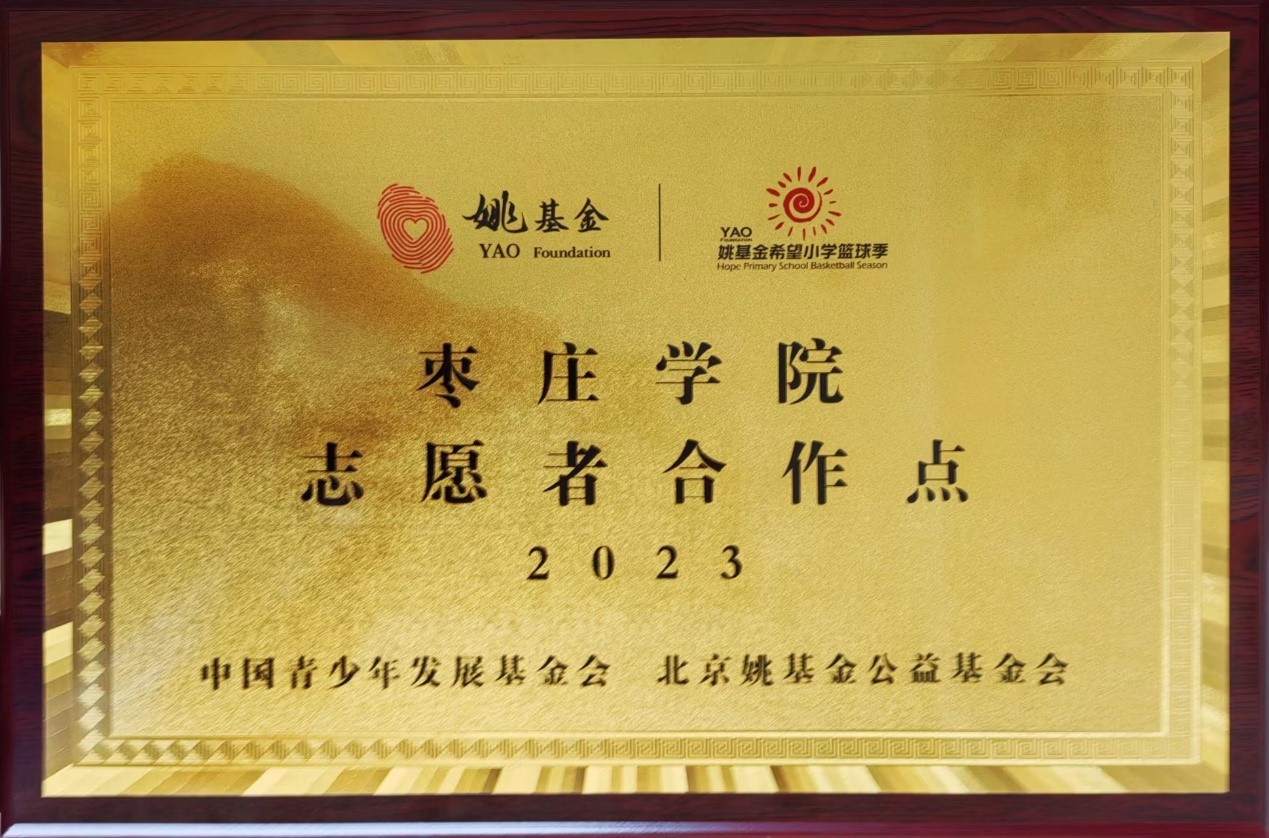 姚基金
YAO Foundation
YAO
Foundation
姚基金希望小学篮球季
Hope Primary School Basketball Season
枣庄学院
志愿者合作点
2023
中国青少年发展基金会 北京姚基金公益基金会